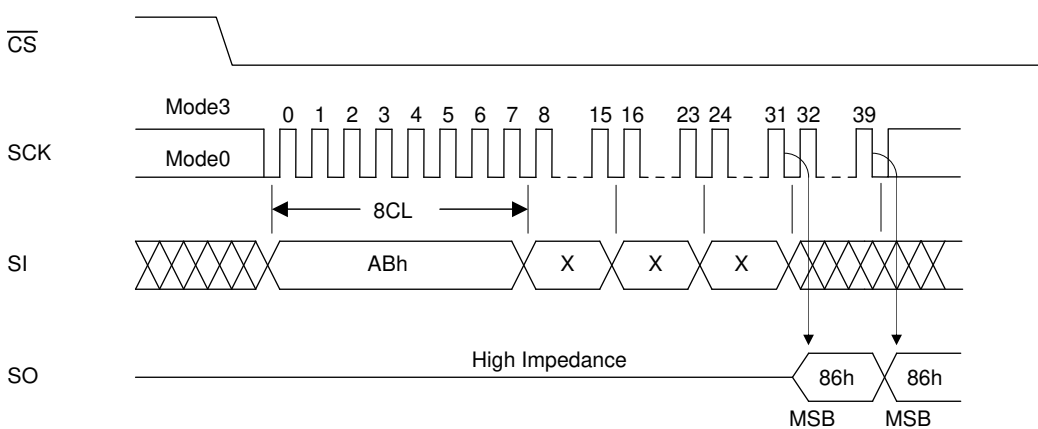 CS
Mode3
0 1 2 3 4 5 6 7 8 15 16 23 24 31 32 39
SCK
Mode0
8CL
SI
ABh X X X
High Impedance
SO
86h 86h
MSB MSB